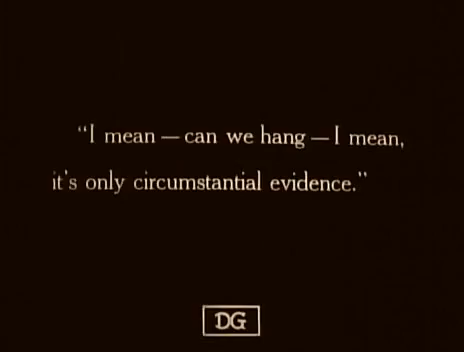 “I mean — can we hang — I mean,
it's only circumstantial evidence.”
DG